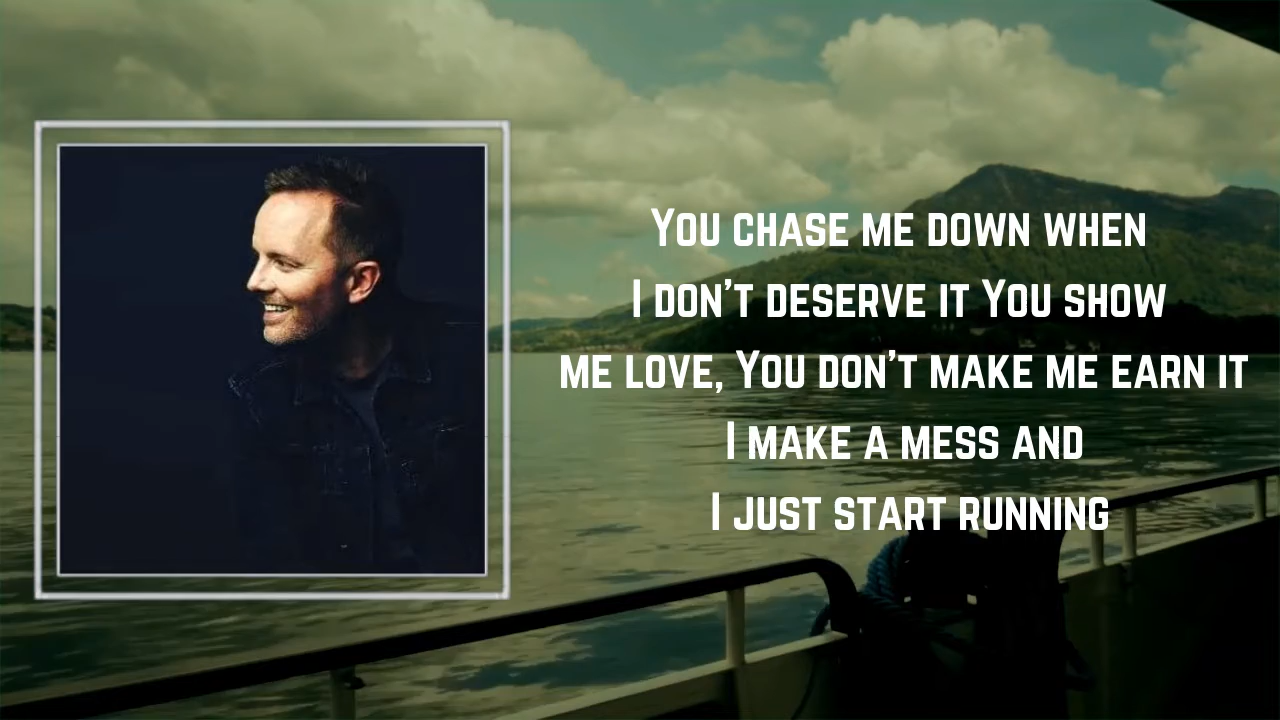 You chase me down when
I don't deserve it You show
me love, You don't make me earn it
I make a mess and
I just start running